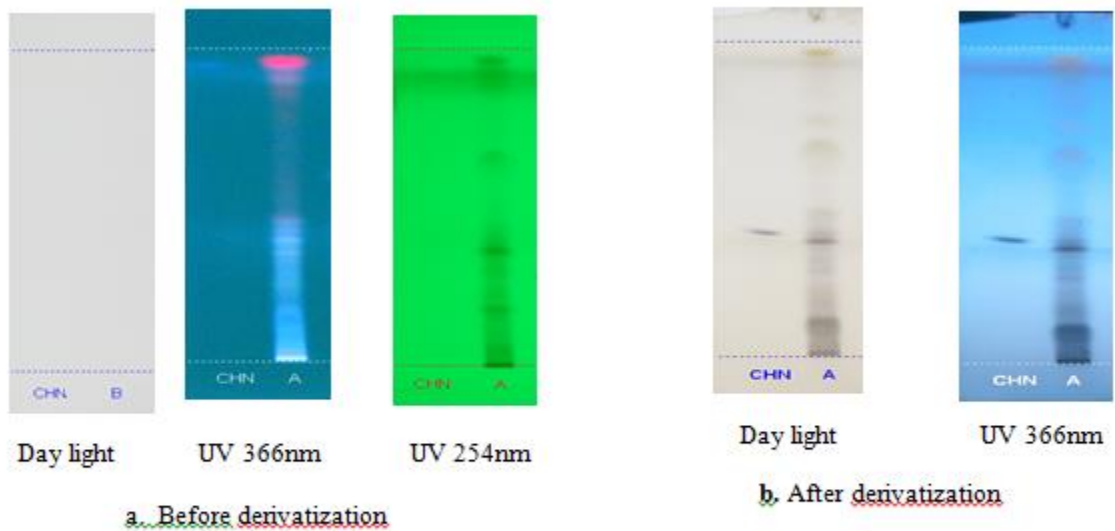 CHN B
CHN A
CHN A
CHN A
CHN A
Day light
UV 366nm
UV 254nm
Day light
UV 366nm
a. Before derivatization
b. After derivatization